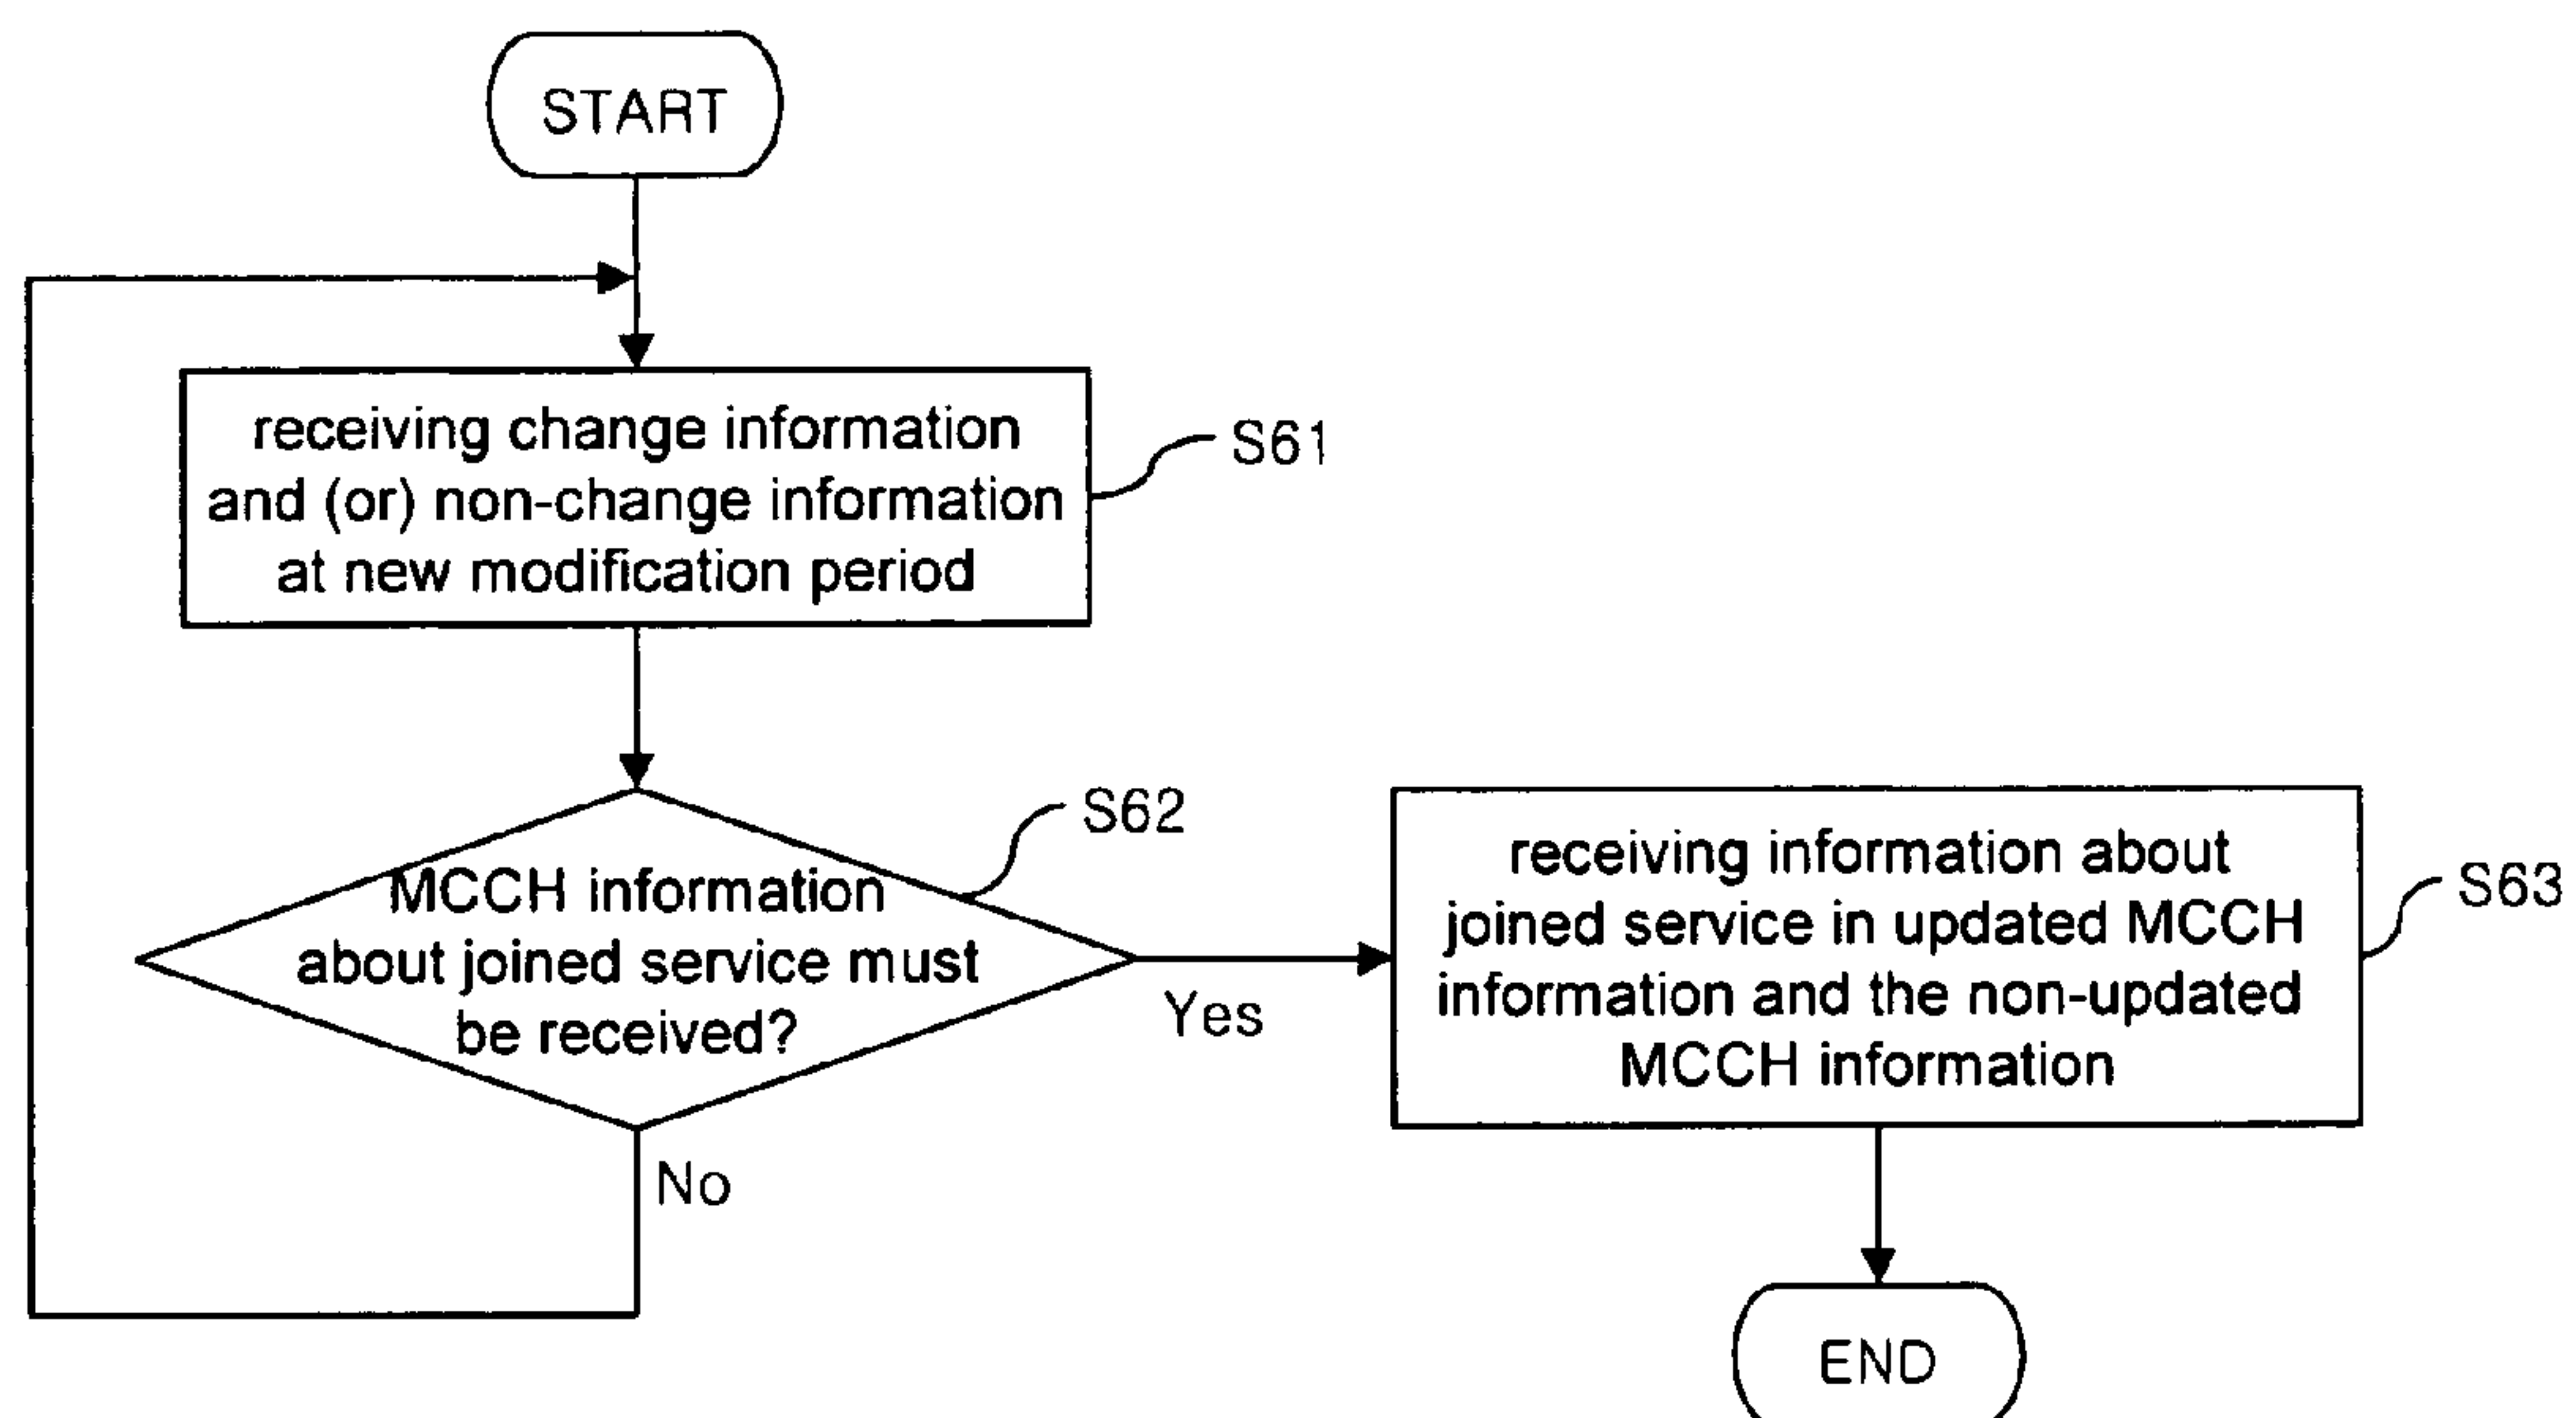 START
receiving change information
and (or) non-change information
at new modification period
S61
MCCH information
about joined service must
be received?
S62
Yes
No
receiving information about
joined service in updated MCCH
information and the non-updated
MCCH information
S63
END